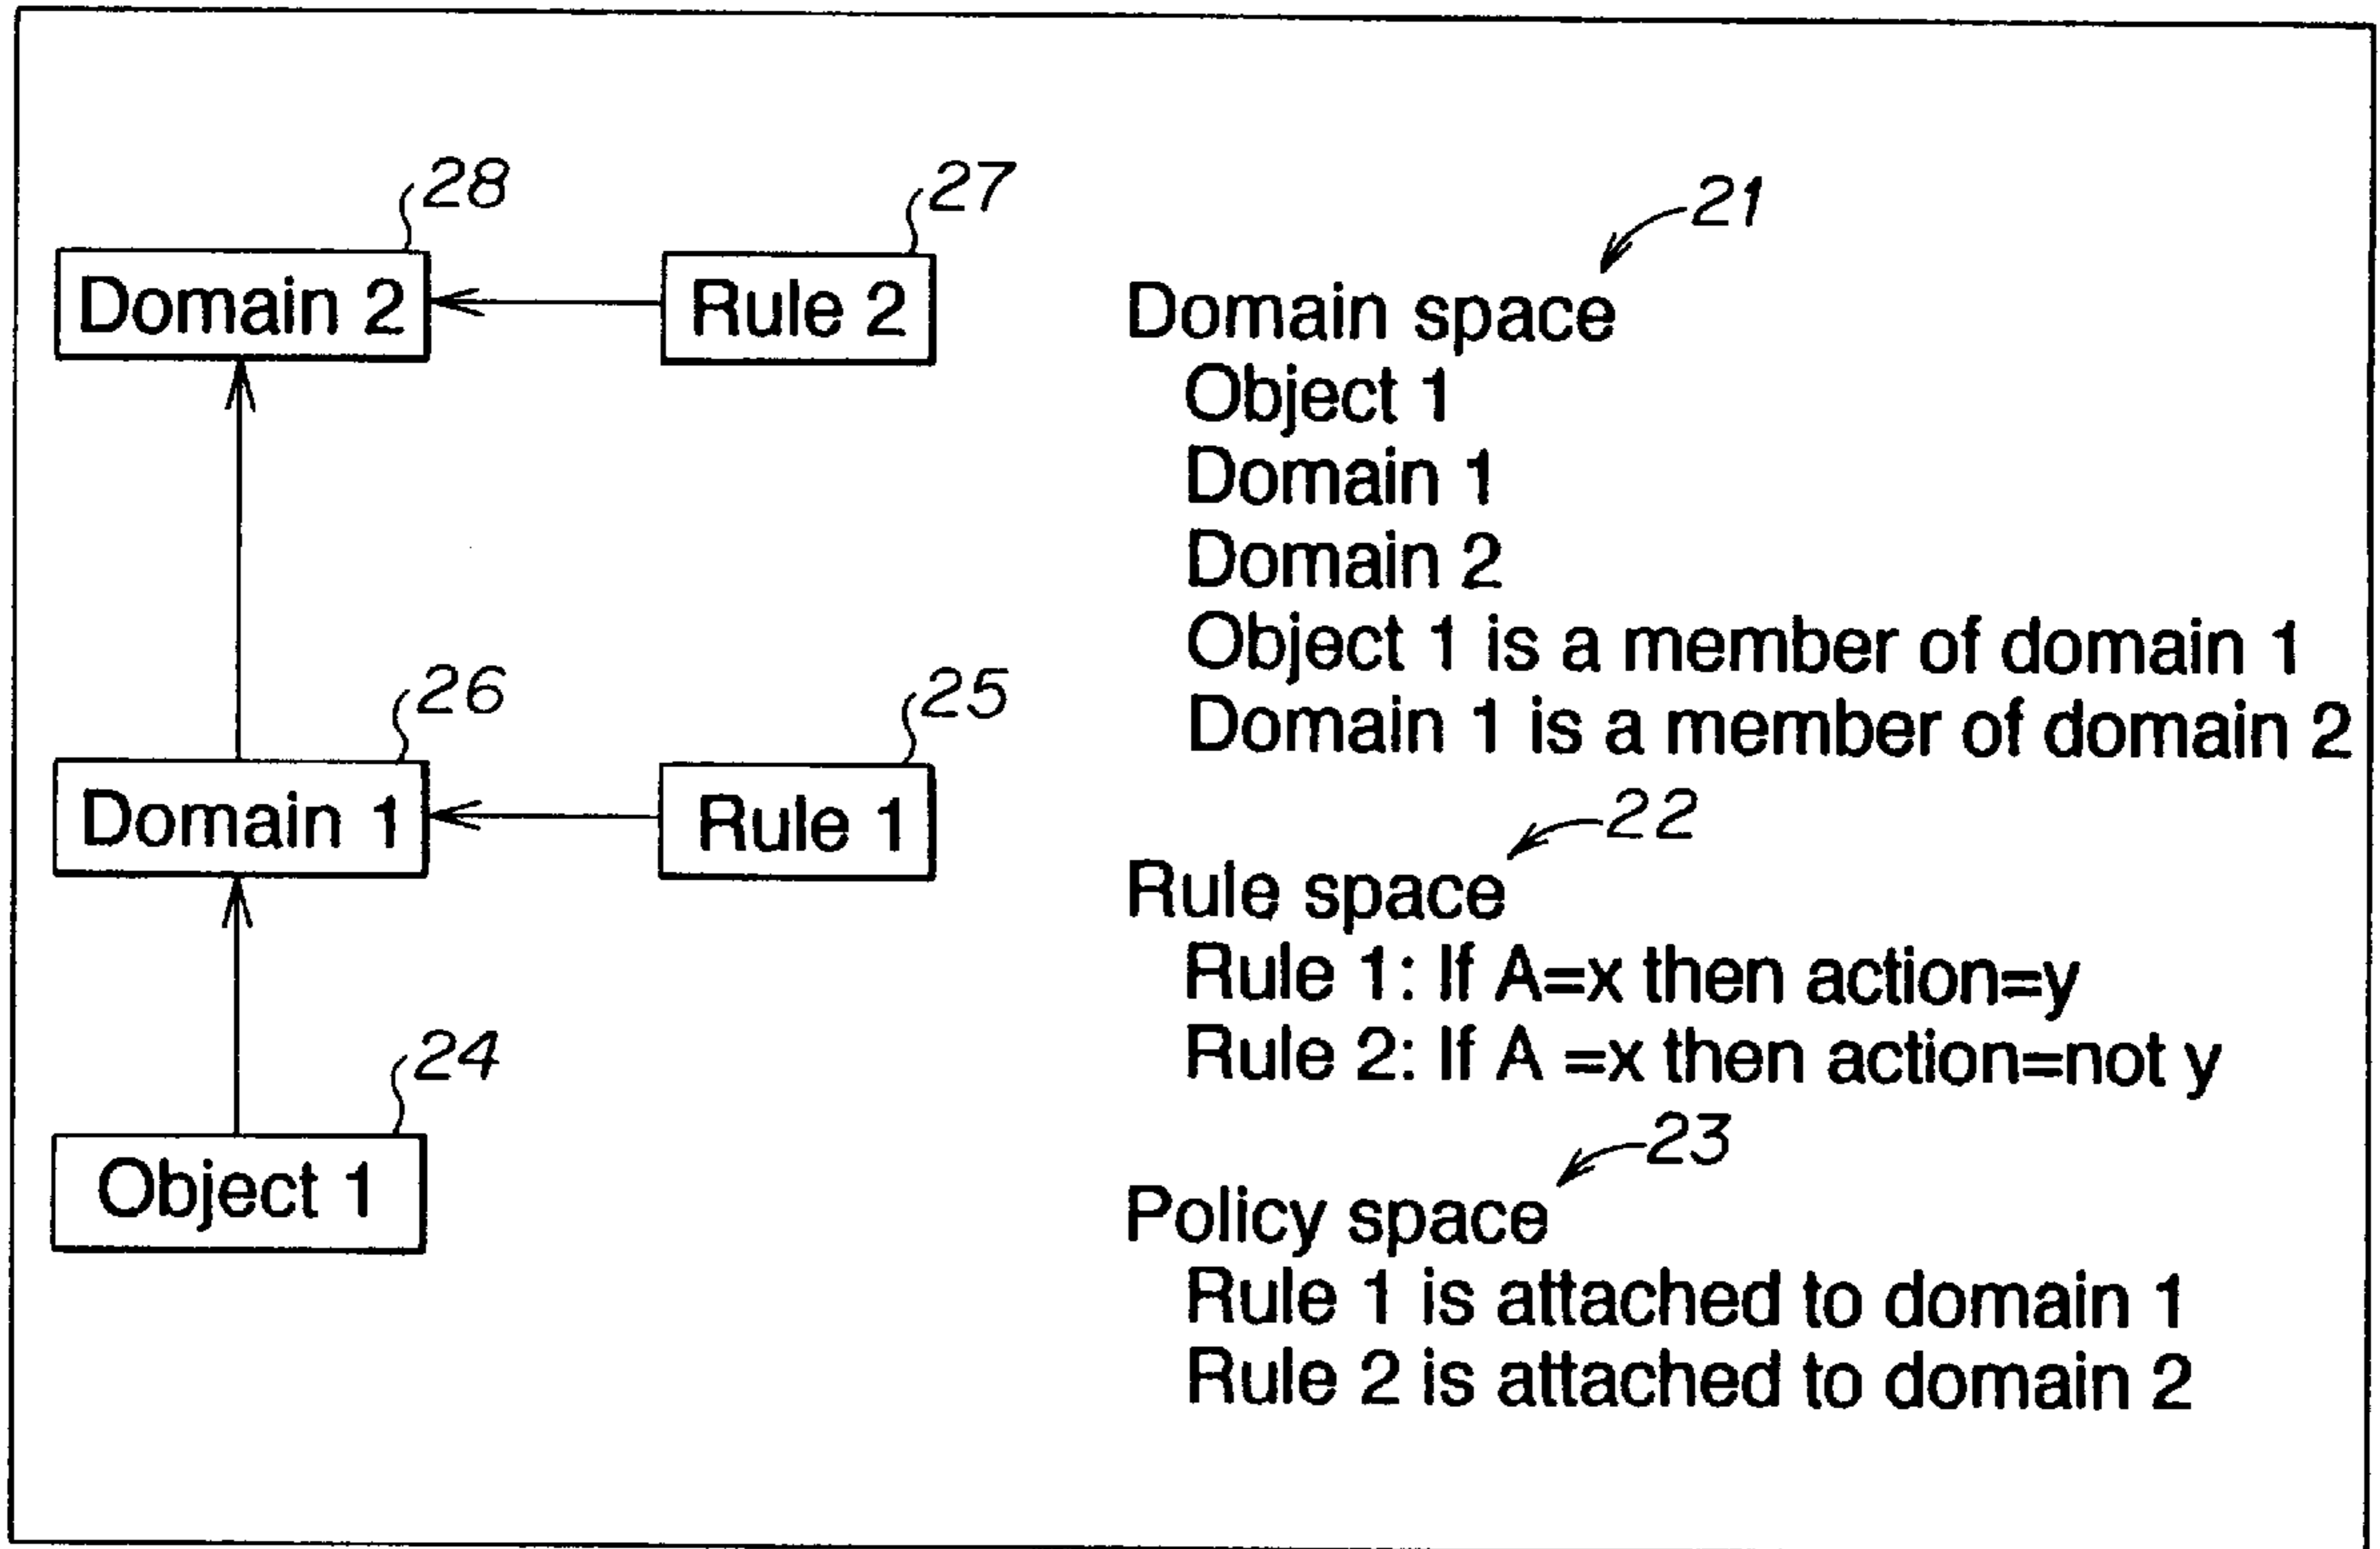 28
27
Domain 2
Rule 2
26
25
Domain 1
Rule 1
24
Object 1
21
Domain space
Object 1
Domain 1
Domain 2
Object 1 is a member of domain 1
Domain 1 is a member of domain 2
22
Rule space
Rule 1: If A=x then action=y
Rule 2: If A =x then action=not y
23
Policy space
Rule 1 is attached to domain 1
Rule 2 is attached to domain 2